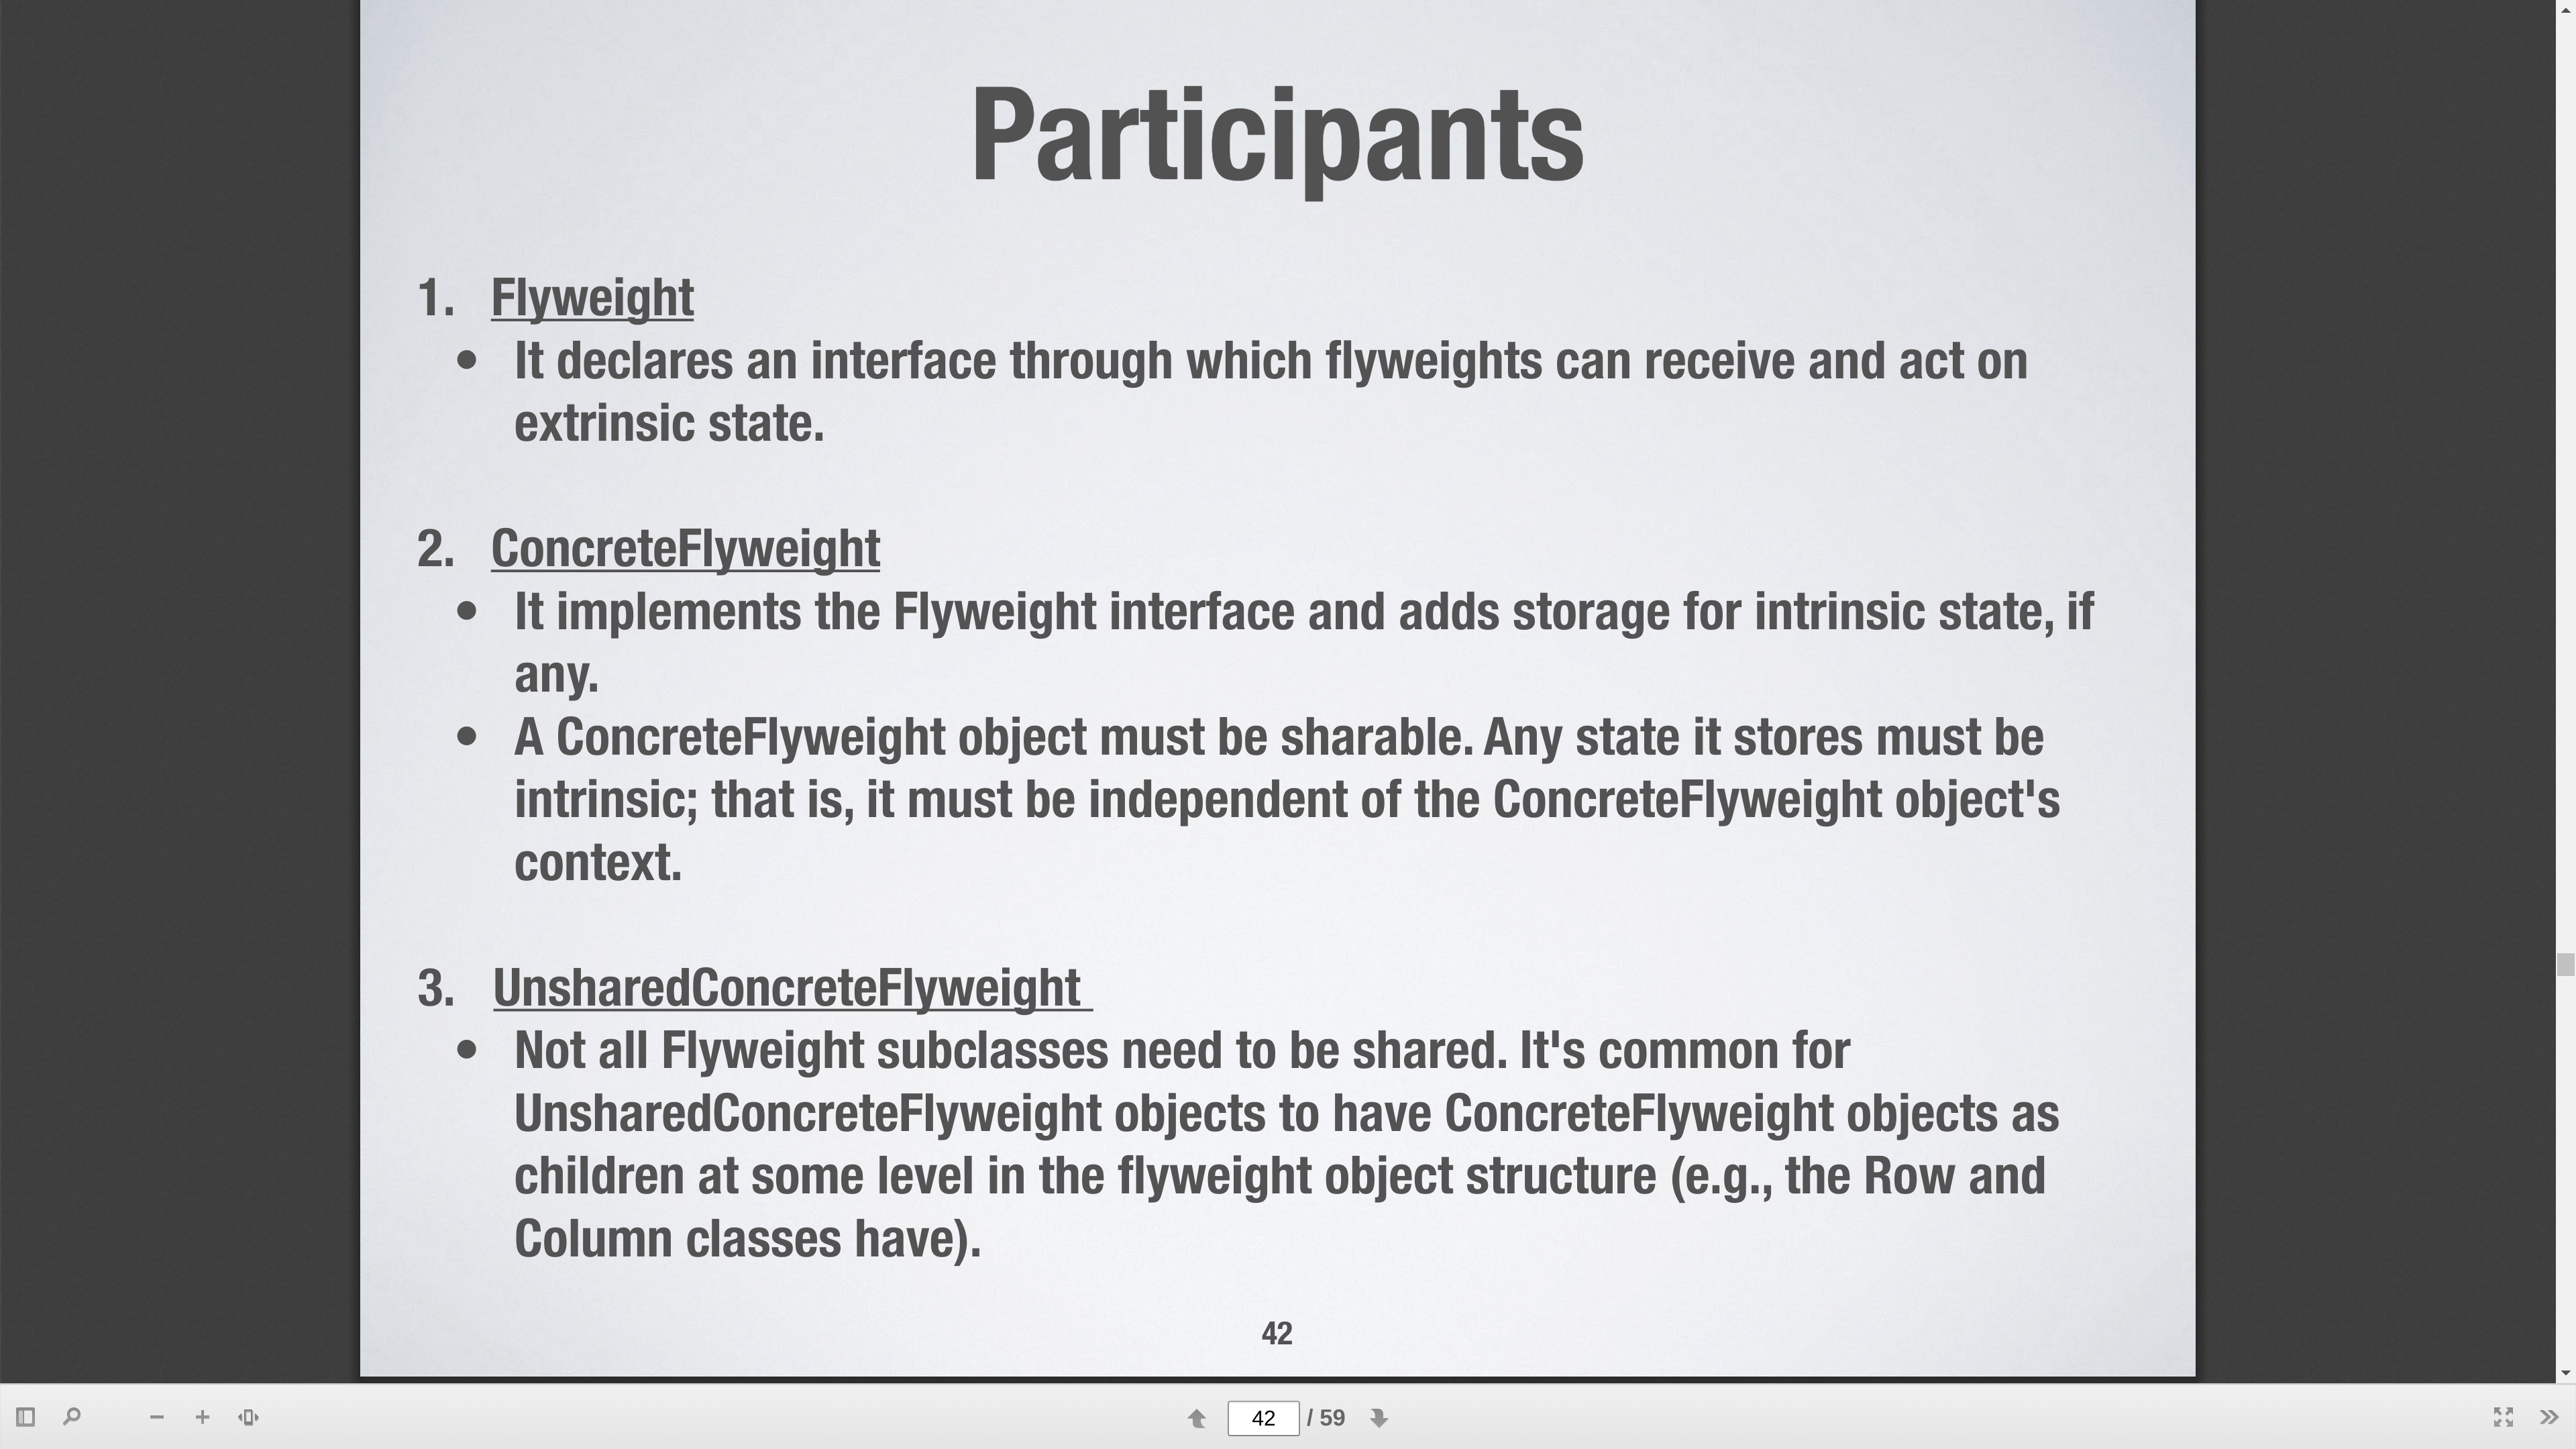 Participants
1. Flyweight
• It declares an interface through which flyweights can receive and act on
extrinsic state.
2. ConcreteFlyweight
• It implements the Flyweight interface and adds storage for intrinsic state, if
any.
• A ConcreteFlyweight object must be sharable. Any state it stores must be
intrinsic; that is, it must be independent of the ConcreteFlyweight object's
context.
3. UnsharedConcreteFlyweight
• Not all Flyweight subclasses need to be shared. It's common for
UnsharedConcreteFlyweight objects to have ConcreteFlyweight objects as
children at some level in the flyweight object structure (e.g., the Row and
Column classes have).
42
42 / 59